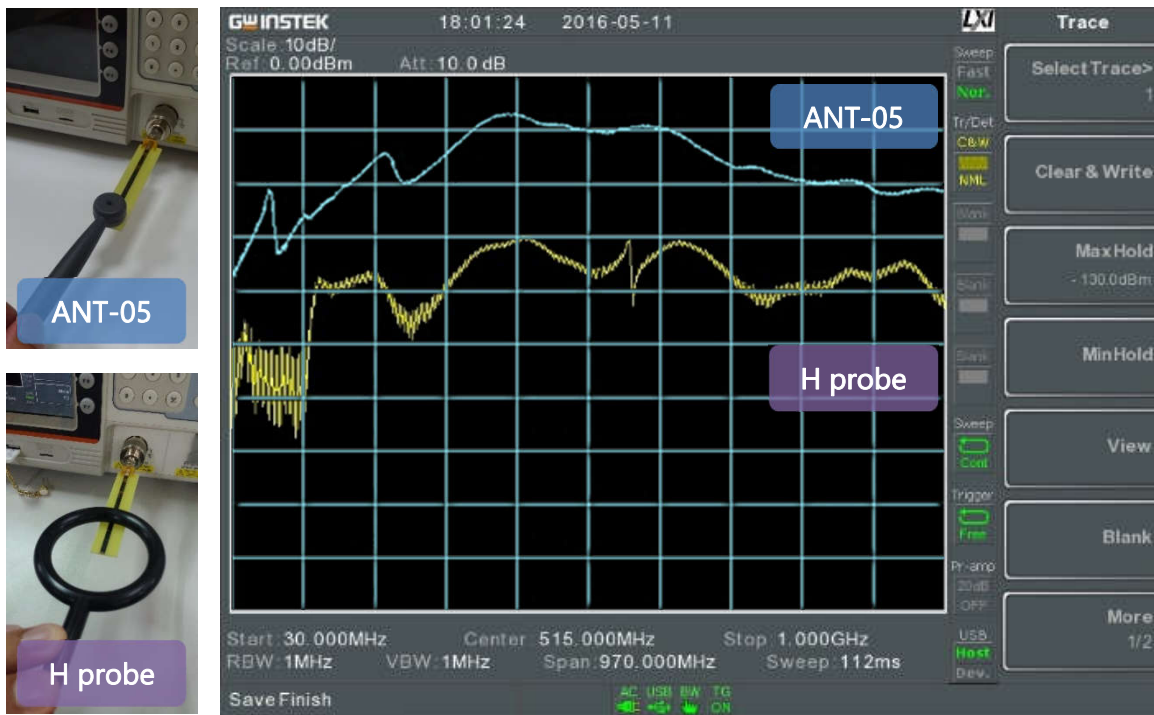 ANT-05
H probe
GWINSTEK 18:01:24 2016-05-11 LXI
Scale:10dB/
Ref:0.00dBm Att:10.0 dB
ANT-05
H probe
Start:30.000MHz Center 515.000MHz Stop 1.000GHz
RBW:1MHz VBW:1MHz Span:970.000MHz Sweep:112ms
Save Finish
AC USB BW TG
ON
Sweep
Fast
Nor.
Tr/Det
C&W
NML
Blank
Blank
Blank
Sweep
Cont
Trigger
Free
Pr-amp
20dB
OFF
USB
Host
Dev.
Trace
Select Trace>
1
Clear & Write
Max Hold
-130.0dBm
Min Hold
View
Blank
More
1/2